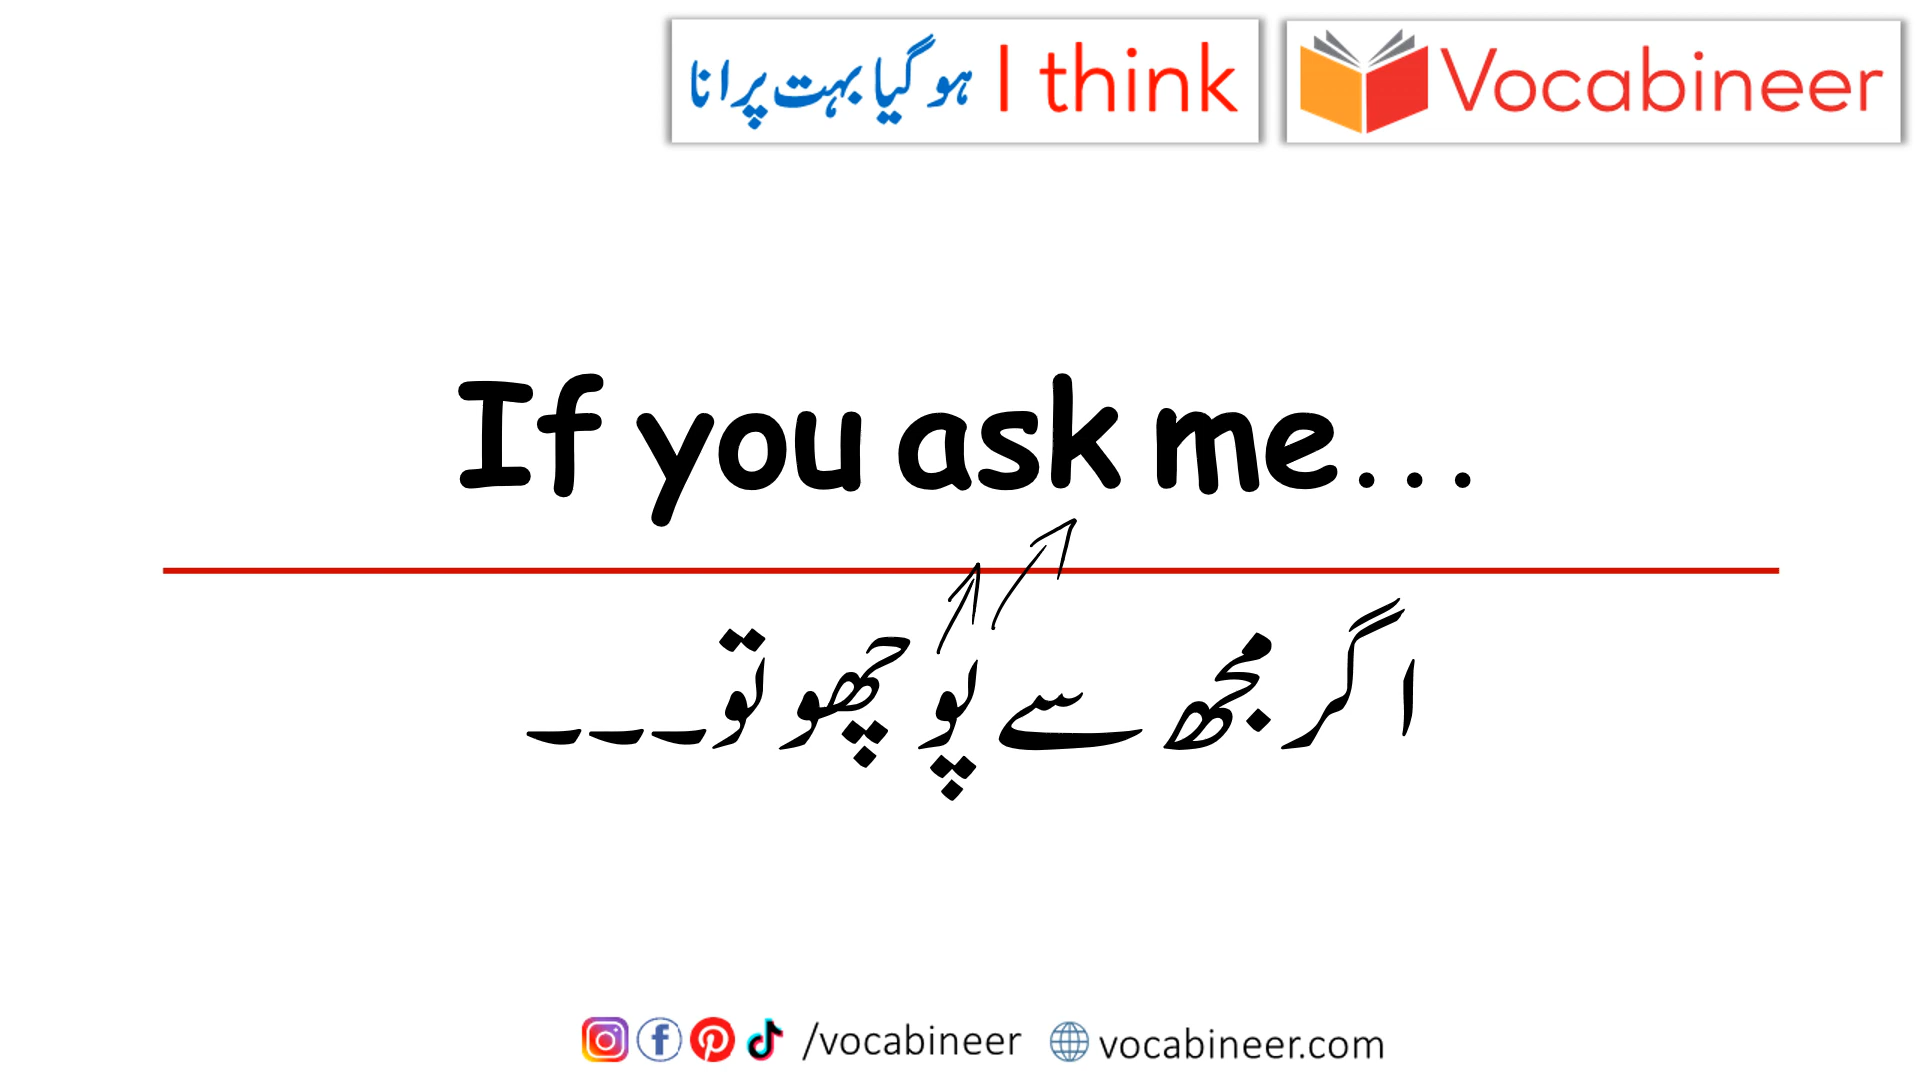 I think ہو گیا بہت پرانا
Vocabineer
If you ask me...
اگر مجھ سے پوچھو تو۔۔۔
/vocabineer vocabineer.com